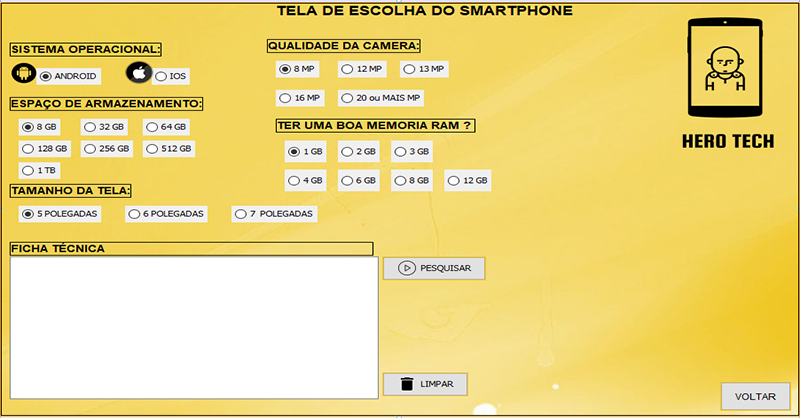 TELA DE ESCOLHA DO SMARTPHONE
SISTEMA OPERACIONAL:
ANDROID IOS
ESPAÇO DE ARMAZENAMENTO:
8 GB 32 GB 64 GB
128 GB 256 GB 512 GB
1 TB
TAMANHO DA TELA:
5 POLEGADAS 6 POLEGADAS 7 POLEGADAS
QUALIDADE DA CAMERA:
8 MP 12 MP 13 MP
16 MP 20 ou MAIS MP
TER UMA BOA MEMORIA RAM ?
1 GB 2 GB 3 GB
4 GB 6 GB 8 GB 12 GB
H H
HERO TECH
FICHA TÉCNICA
PESQUISAR
LIMPAR
VOLTAR